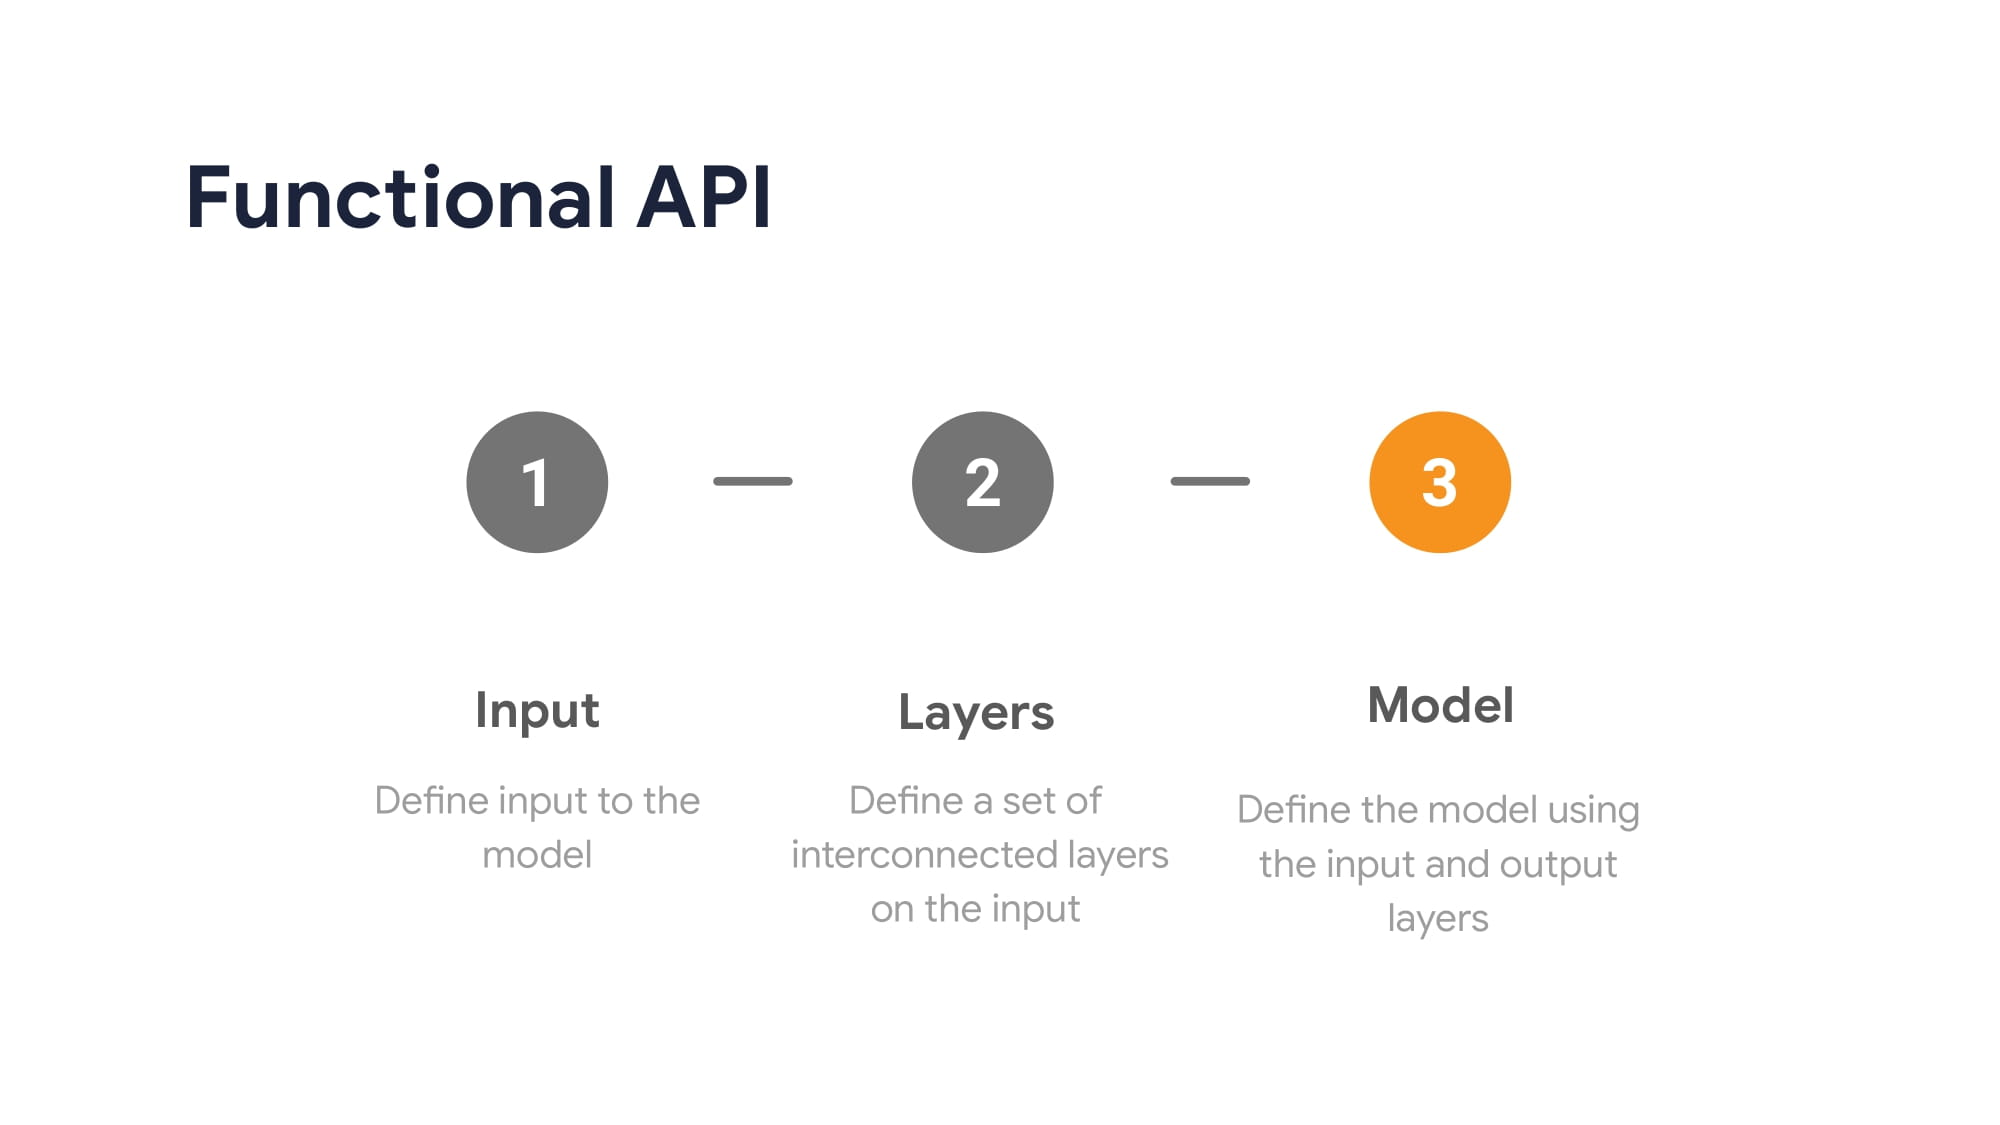 Functional API
1
2
3
Input
Define input to the
model
Layers
Define a set of
interconnected layers
on the input
Model
Define the model using
the input and output
layers